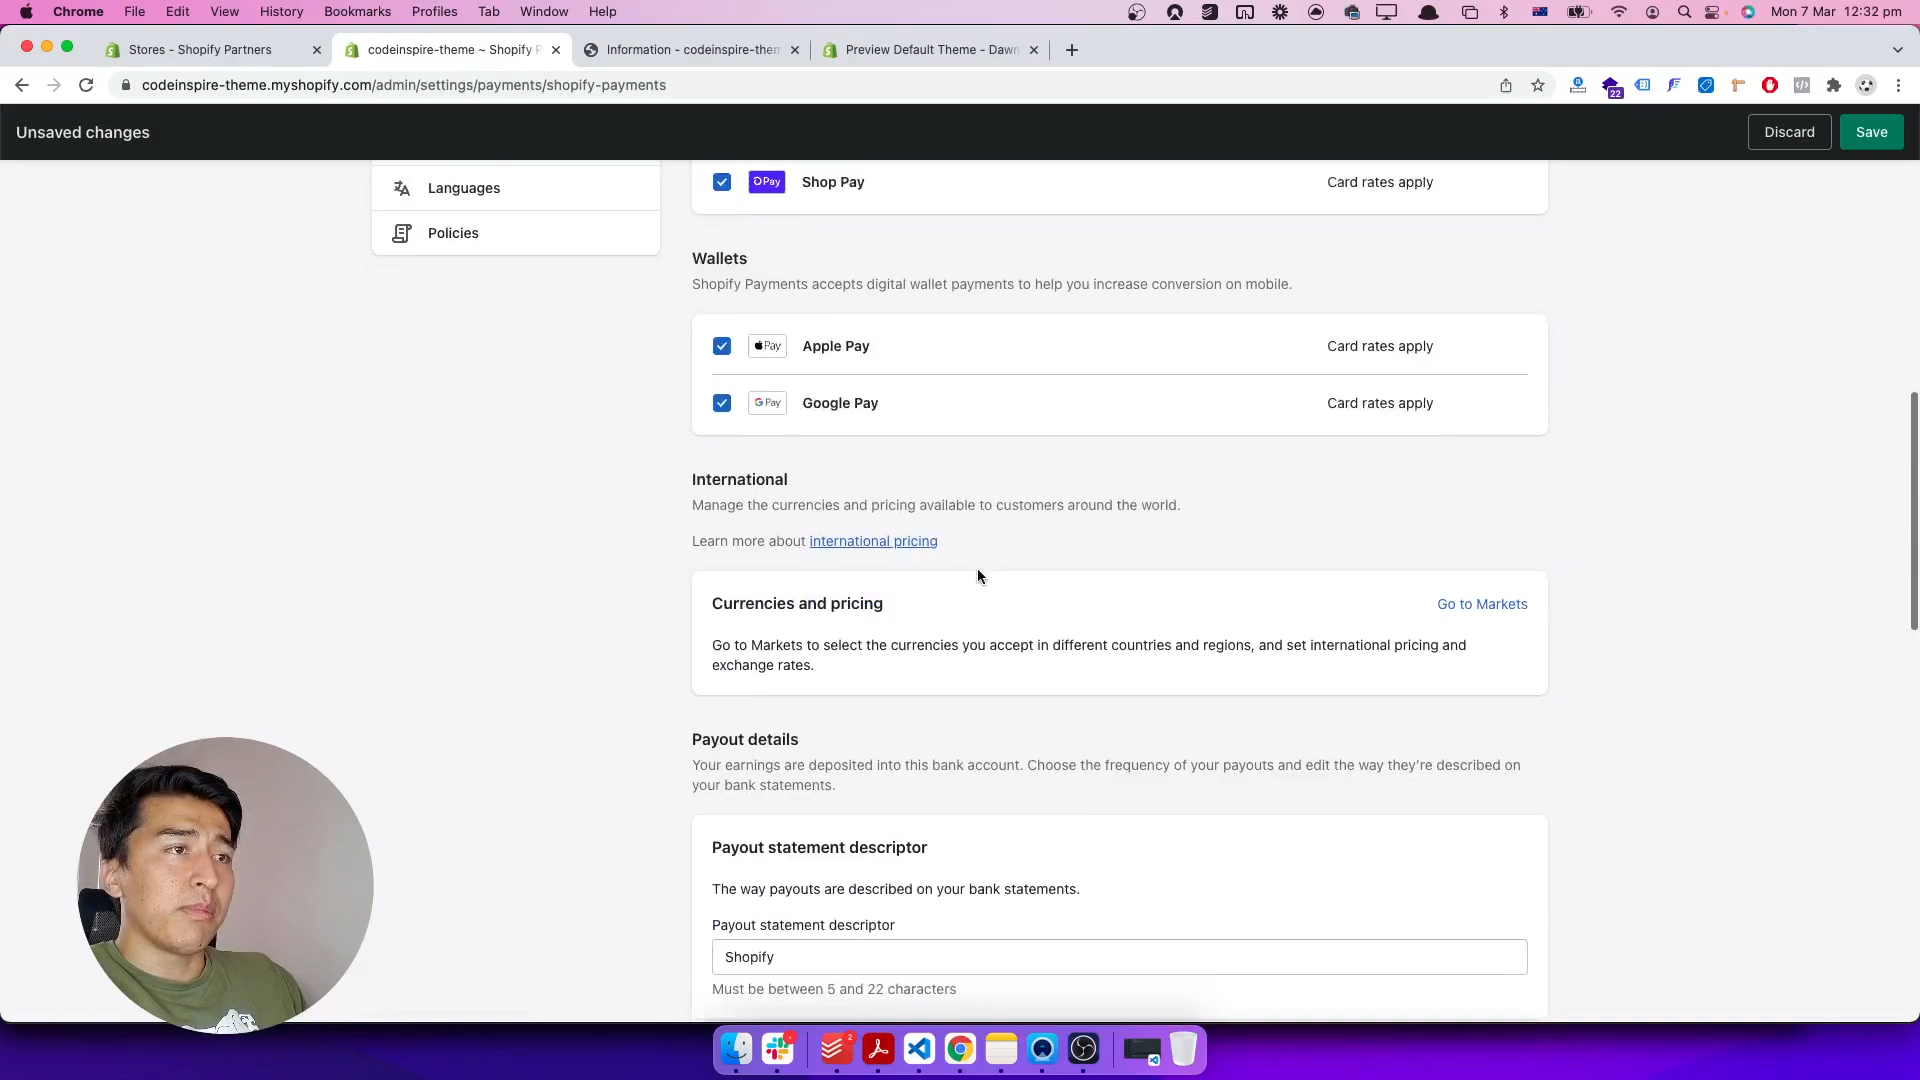 Chrome File Edit View History Bookmarks Profiles Tab Window Help Mon 7 Mar 12:32 pm
Stores - Shopify Partners codeinspire-theme ~ Shopify P Information - codeinspire-them Preview Default Theme - Dawn
codeinspire-theme.myshopify.com/admin/settings/payments/shopify-payments 22
Unsaved changes Discard Save
Languages
Policies
Pay Shop Pay Card rates apply
Wallets
Shopify Payments accepts digital wallet payments to help you increase conversion on mobile.
Pay Apple Pay Card rates apply
G Pay Google Pay Card rates apply
International
Manage the currencies and pricing available to customers around the world.
Learn more about international pricing
Currencies and pricing Go to Markets
Go to Markets to select the currencies you accept in different countries and regions, and set international pricing and
exchange rates.
Payout details
Your earnings are deposited into this bank account. Choose the frequency of your payouts and edit the way they're described on
your bank statements.
Payout statement descriptor
The way payouts are described on your bank statements.
Payout statement descriptor
Shopify
Must be between 5 and 22 characters
2